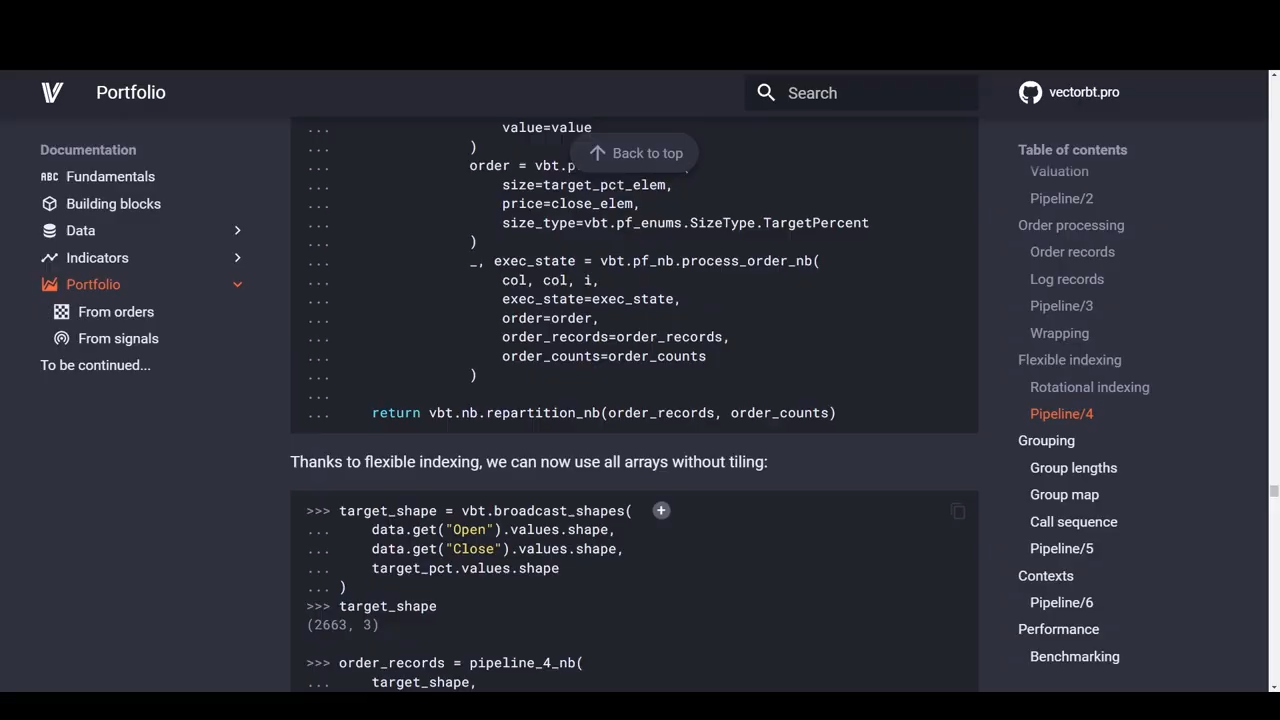 Portfolio
Search
vectorbt.pro
Documentation
Fundamentals
Building blocks
Data
Indicators
Portfolio
From orders
From signals
To be continued...
... value=value
... )
Back to top
... order = vbt.p
... size=target_pct_elem,
... price=close_elem,
... size_type=vbt.pf_enums.SizeType.TargetPercent
... )
... _, exec_state = vbt.pf_nb.process_order_nb(
... col, col, i,
... exec_state=exec_state,
... order=order,
... order_records=order_records,
... order_counts=order_counts
... )
...
... return vbt.nb.repartition_nb(order_records, order_counts)
Thanks to flexible indexing, we can now use all arrays without tiling:
>>> target_shape = vbt.broadcast_shapes(
... data.get("Open").values.shape,
... data.get("Close").values.shape,
... target_pct.values.shape
... )
>>> target_shape
(2663, 3)
>>> order_records = pipeline_4_nb(
... target_shape,
Table of contents
Valuation
Pipeline/2
Order processing
Order records
Log records
Pipeline/3
Wrapping
Flexible indexing
Rotational indexing
Pipeline/4
Grouping
Group lengths
Group map
Call sequence
Pipeline/5
Contexts
Pipeline/6
Performance
Benchmarking